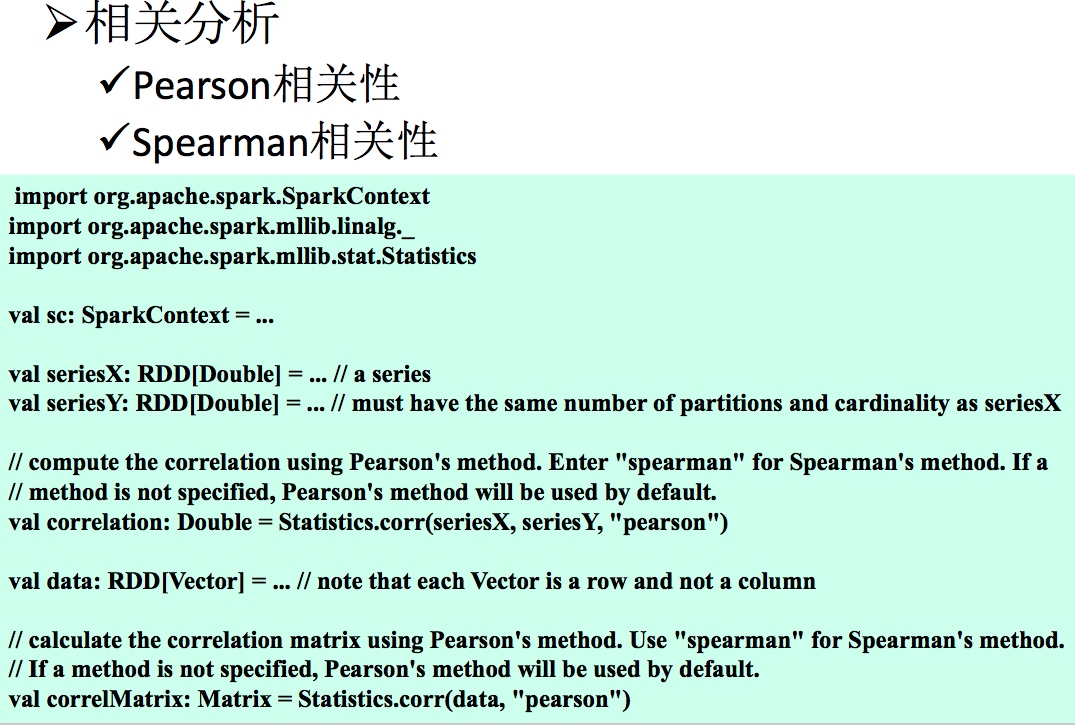 ➢相关分析
✓Pearson相关性
✓Spearman相关性
import org.apache.spark.SparkContext
import org.apache.spark.mllib.linalg._
import org.apache.spark.mllib.stat.Statistics
val sc: SparkContext = ...
val seriesX: RDD[Double] = ... // a series
val seriesY: RDD[Double] = ... // must have the same number of partitions and cardinality as seriesX
// compute the correlation using Pearson's method. Enter "spearman" for Spearman's method. If a
// method is not specified, Pearson's method will be used by default.
val correlation: Double = Statistics.corr(seriesX, seriesY, "pearson")
val data: RDD[Vector] = ... // note that each Vector is a row and not a column
// calculate the correlation matrix using Pearson's method. Use "spearman" for Spearman's method.
// If a method is not specified, Pearson's method will be used by default.
val correlMatrix: Matrix = Statistics.corr(data, "pearson")